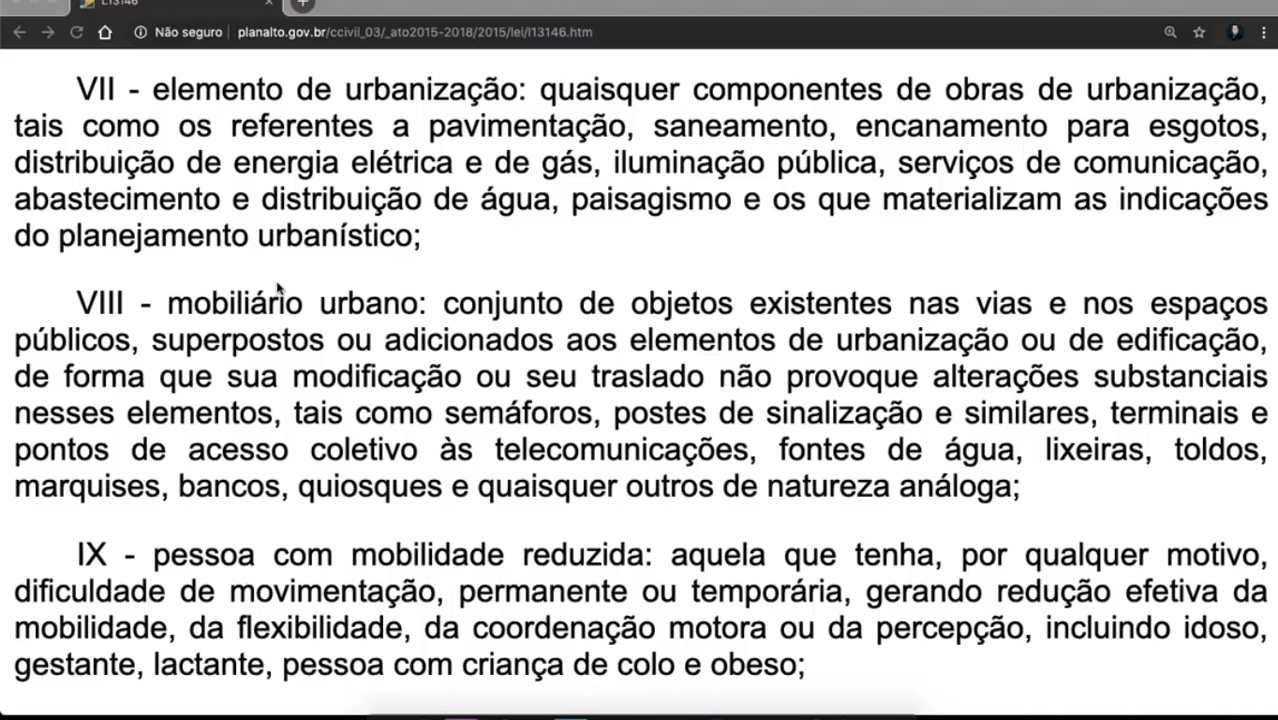 L13146
Não seguro planalto.gov.br/ccivil_03/_ato2015-2018/2015/lei/l13146.htm
VII - elemento de urbanização: quaisquer componentes de obras de urbanização,
tais como os referentes a pavimentação, saneamento, encanamento para esgotos,
distribuição de energia elétrica e de gás, iluminação pública, serviços de comunicação,
abastecimento e distribuição de água, paisagismo e os que materializam as indicações
do planejamento urbanístico;
VIII - mobiliário urbano: conjunto de objetos existentes nas vias e nos espaços
públicos, superpostos ou adicionados aos elementos de urbanização ou de edificação,
de forma que sua modificação ou seu traslado não provoque alterações substanciais
nesses elementos, tais como semáforos, postes de sinalização e similares, terminais e
pontos de acesso coletivo às telecomunicações, fontes de água, lixeiras, toldos,
marquises, bancos, quiosques e quaisquer outros de natureza análoga;
IX - pessoa com mobilidade reduzida: aquela que tenha, por qualquer motivo,
dificuldade de movimentação, permanente ou temporária, gerando redução efetiva da
mobilidade, da flexibilidade, da coordenação motora ou da percepção, incluindo idoso,
gestante, lactante, pessoa com criança de colo e obeso;